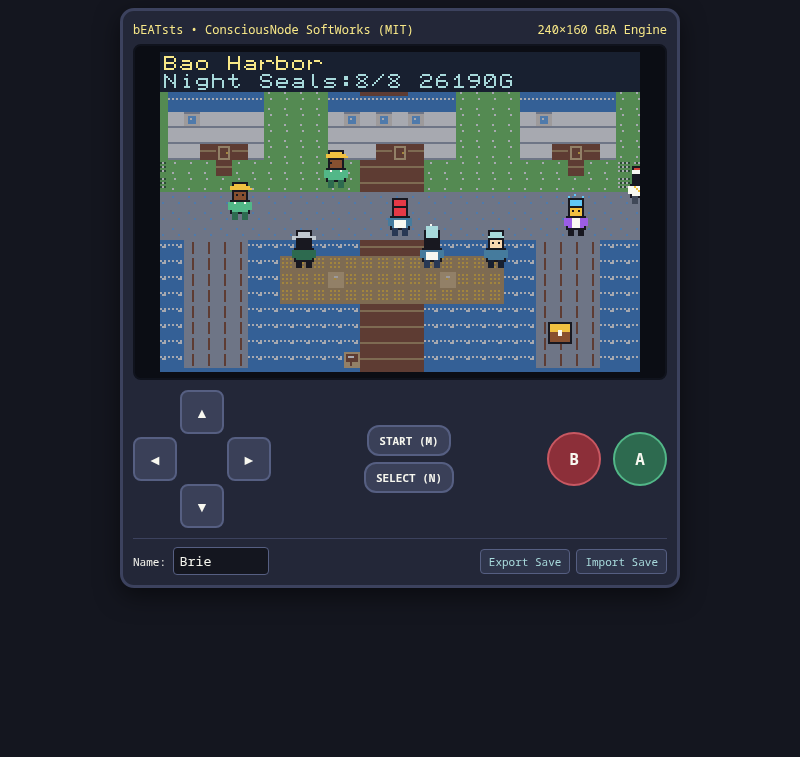 bEATsts • ConsciousNode SoftWorks (MIT)
240×160 GBA Engine
Bao Harbor
Night Seals:8/8 26190G
▲
◄
►
▼
START (M)
SELECT (N)
B
A
Name:
Brie
Export Save
Import Save